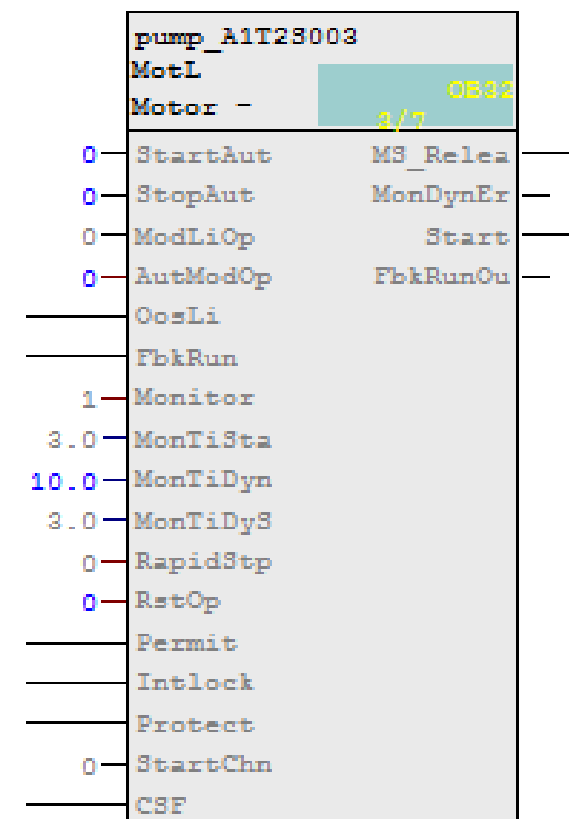 pump_A1T2S003
MotL
Motor -
OB32
3/7
0 StartAut MS_Relea
0 StopAut MonDynEr
0 ModLiOp Start
0 AutModOp FbkRunOu
OosLi
FbkRun
1 Monitor
3.0 MonTiSta
10.0 MonTiDyn
3.0 MonTiDyS
0 RapidStp
0 RstOp
Permit
Intlock
Protect
0 StartChn
CSF